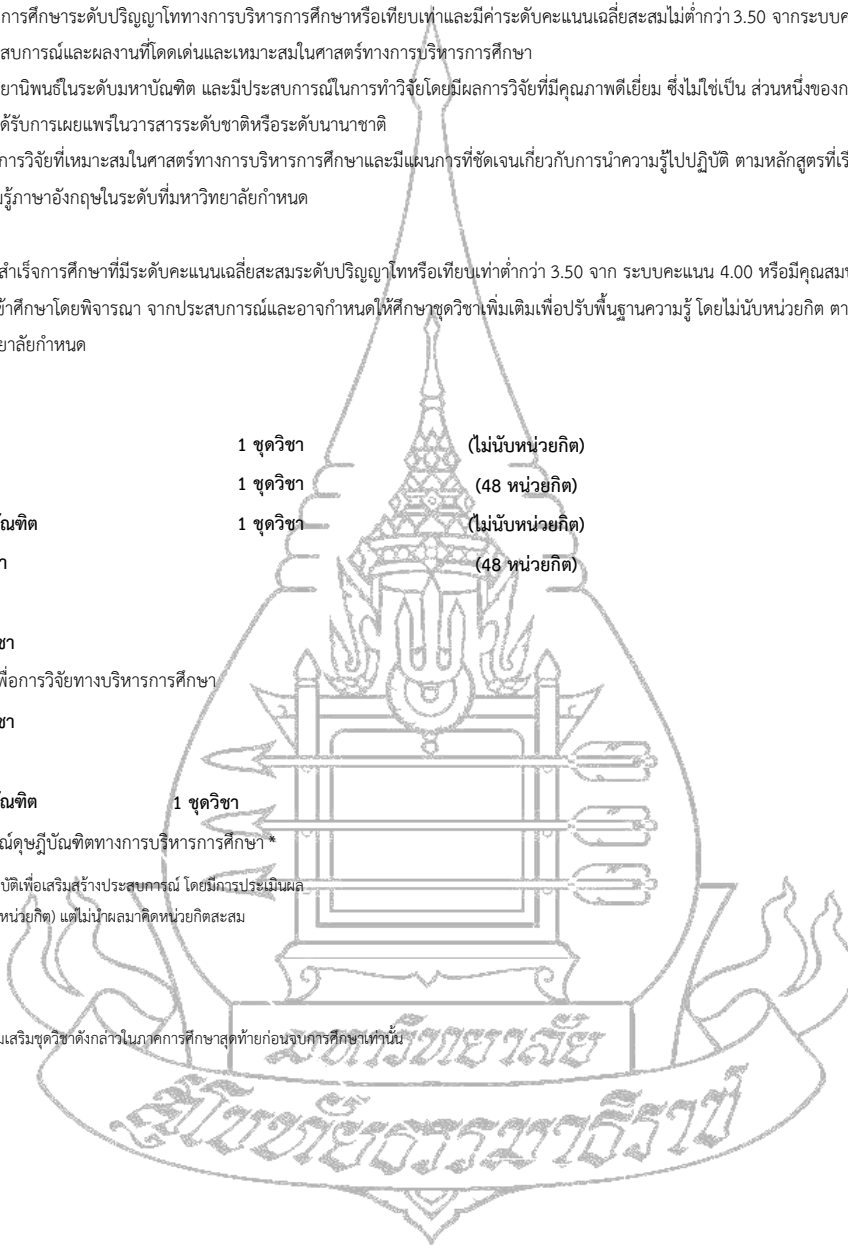 การศึกษาระดับปริญญาโททางการบริหารการศึกษาหรือเทียบเท่าและมีค่าระดับคะแนนเฉลี่ยสะสมไม่ต่ำกว่า 3.50 จากระบบค
สบการณ์และผลงานที่โดดเด่นและเหมาะสมในศาสตร์ทางการบริหารการศึกษา
ยานิพนธ์ในระดับมหาบัณฑิต และมีประสบการณ์ในการทำวิจัยโดยมีผลการวิจัยที่มีคุณภาพดีเยี่ยม ซึ่งไม่ใช่เป็น ส่วนหนึ่งของก
ด้รับการเผยแพร่ในวารสารระดับชาติหรือระดับนานาชาติ
การวิจัยที่เหมาะสมในศาสตร์ทางการบริหารการศึกษาและมีแผนการที่ชัดเจนเกี่ยวกับการนำความรู้ไปปฏิบัติ ตามหลักสูตรที่เรี
มรู้ภาษาอังกฤษในระดับที่มหาวิทยาลัยกำหนด
สำเร็จการศึกษาที่มีระดับคะแนนเฉลี่ยสะสมระดับปริญญาโทหรือเทียบเท่าต่ำกว่า 3.50 จาก ระบบคะแนน 4.00 หรือมีคุณสม
ข้าศึกษาโดยพิจารณา จากประสบการณ์และอาจกำหนดให้ศึกษาชุดวิชาเพิ่มเติมเพื่อปรับพื้นฐานความรู้ โดยไม่นับหน่วยกิต ตา
ยาลัยกำหนด
1 ชุดวิชา (ไม่นับหน่วยกิต)
1 ชุดวิชา (48 หน่วยกิต)
ัณฑิต 1 ชุดวิชา (ไม่นับหน่วยกิต)
า (48 หน่วยกิต)
ชา
พื่อการวิจัยทางบริหารการศึกษา
ชา
ัณฑิต 1 ชุดวิชา
ณ์ดุษฎีบัณฑิตทางการบริหารการศึกษา *
บัติเพื่อเสริมสร้างประสบการณ์ โดยมีการประเมินผล
หน่วยกิต) แต่ไม่นำผลมาคิดหน่วยกิตสะสม
มเสริมชุดวิชาดังกล่าวในภาคการศึกษาสุดท้ายก่อนจบการศึกษาเท่านั้น
มหาวิทยาลัย
สุโขทัยธรรมาธิราช